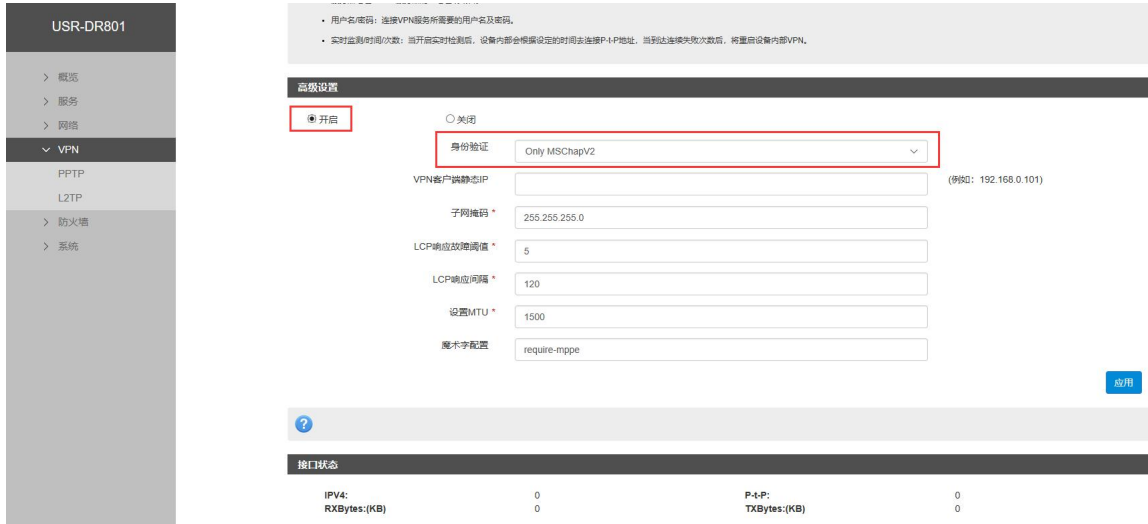 USR-DR801
概览
服务
网络
VPN
PPTP
L2TP
防火墙
系统
• 用户名/密码：连接VPN服务所需要的用户名及密码。
• 实时监测/时间/次数：当开启实时检测后，设备内部会根据设定的时间去连接P-t-P地址，当到达连续失败次数后，将重启设备内部VPN。
高级设置
开启 关闭
身份验证 Only MSChapV2
VPN客户端静态IP (例如：192.168.0.101)
子网掩码 * 255.255.255.0
LCP响应故障阈值 * 5
LCP响应间隔 * 120
设置MTU * 1500
魔术字配置 require-mppe
应用
?
接口状态
IPV4: 0 P-t-P: 0
RXBytes:(KB) 0 TXBytes:(KB) 0